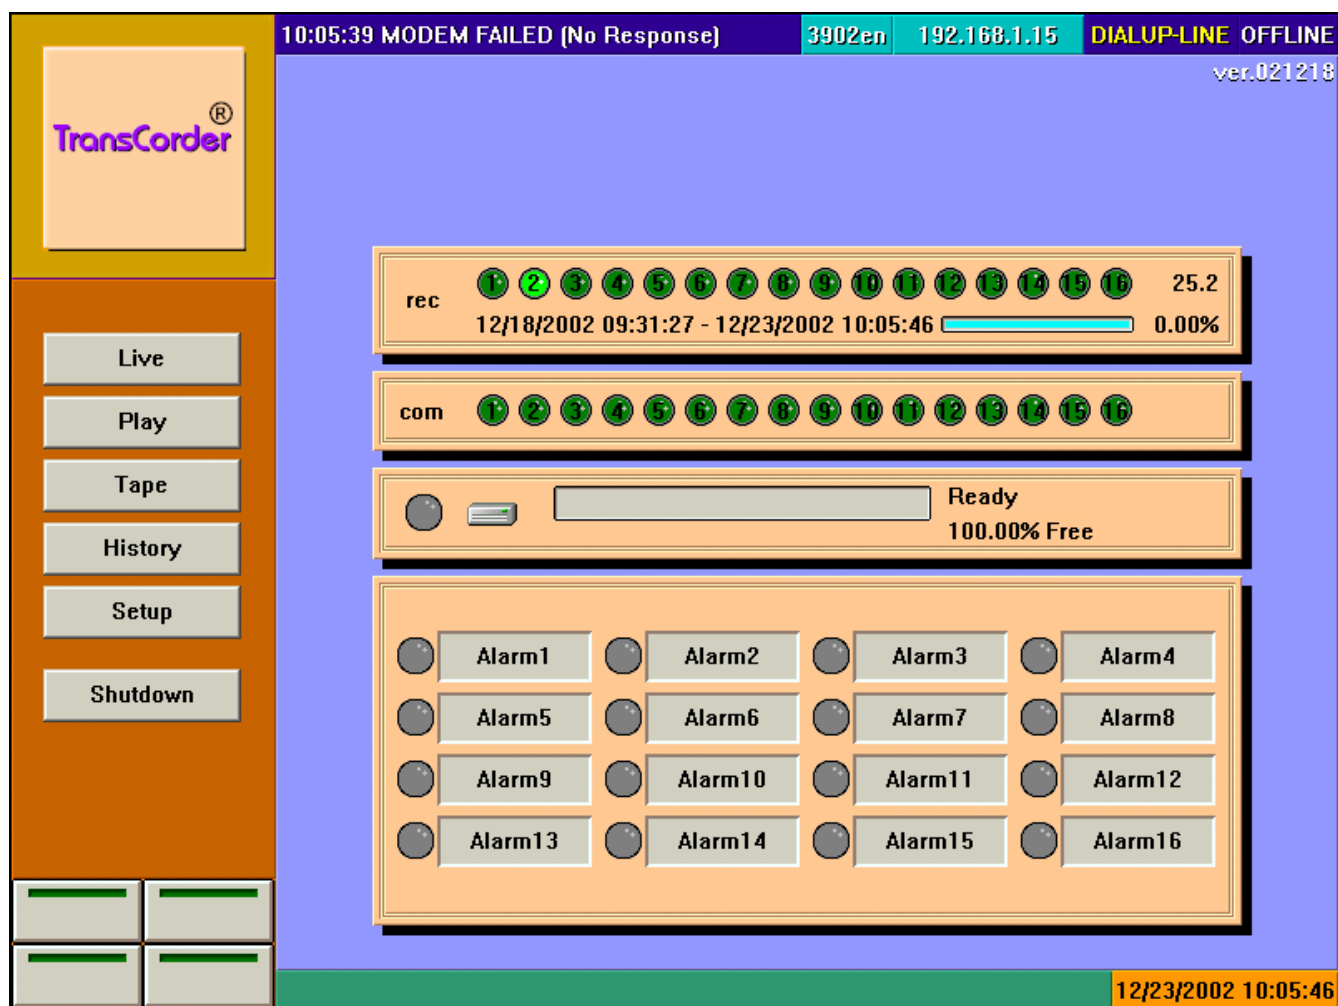 10:05:39 MODEM FAILED (No Response) 3902en 192.168.1.15 DIALUP-LINE OFFLINE
ver.021218
TransCorder®
Live
Play
Tape
History
Setup
Shutdown
rec 1 2 3 4 5 6 7 8 9 10 11 12 13 14 15 16 25.2
12/18/2002 09:31:27 - 12/23/2002 10:05:46 0.00%
com 1 2 3 4 5 6 7 8 9 10 11 12 13 14 15 16
Ready
100.00% Free
Alarm1 Alarm2 Alarm3 Alarm4
Alarm5 Alarm6 Alarm7 Alarm8
Alarm9 Alarm10 Alarm11 Alarm12
Alarm13 Alarm14 Alarm15 Alarm16
12/23/2002 10:05:46